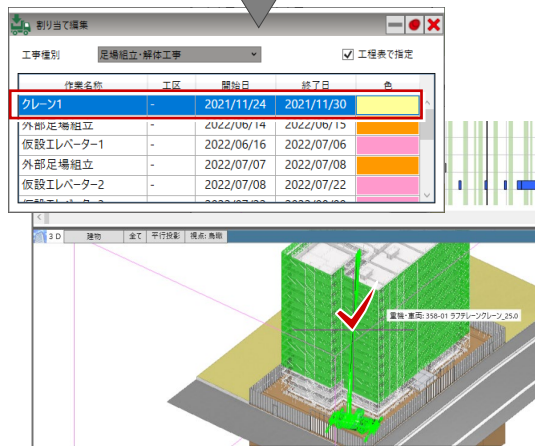 割り当て編集
工事種別 足場組立・解体工事 工程表で指定
作業名称 工区 開始日 終了日 色
クレーン1 - 2021/11/24 2021/11/30
外部足場組立 - 2022/06/14 2022/06/15
仮設エレベーター1 - 2022/06/16 2022/07/06
外部足場組立 - 2022/07/07 2022/07/08
仮設エレベーター2 - 2022/07/08 2022/07/22
3D 建物 全て 平行投影 視点:鳥瞰
重機・車両: 358-01 ラフテレーンクレーン_25.0